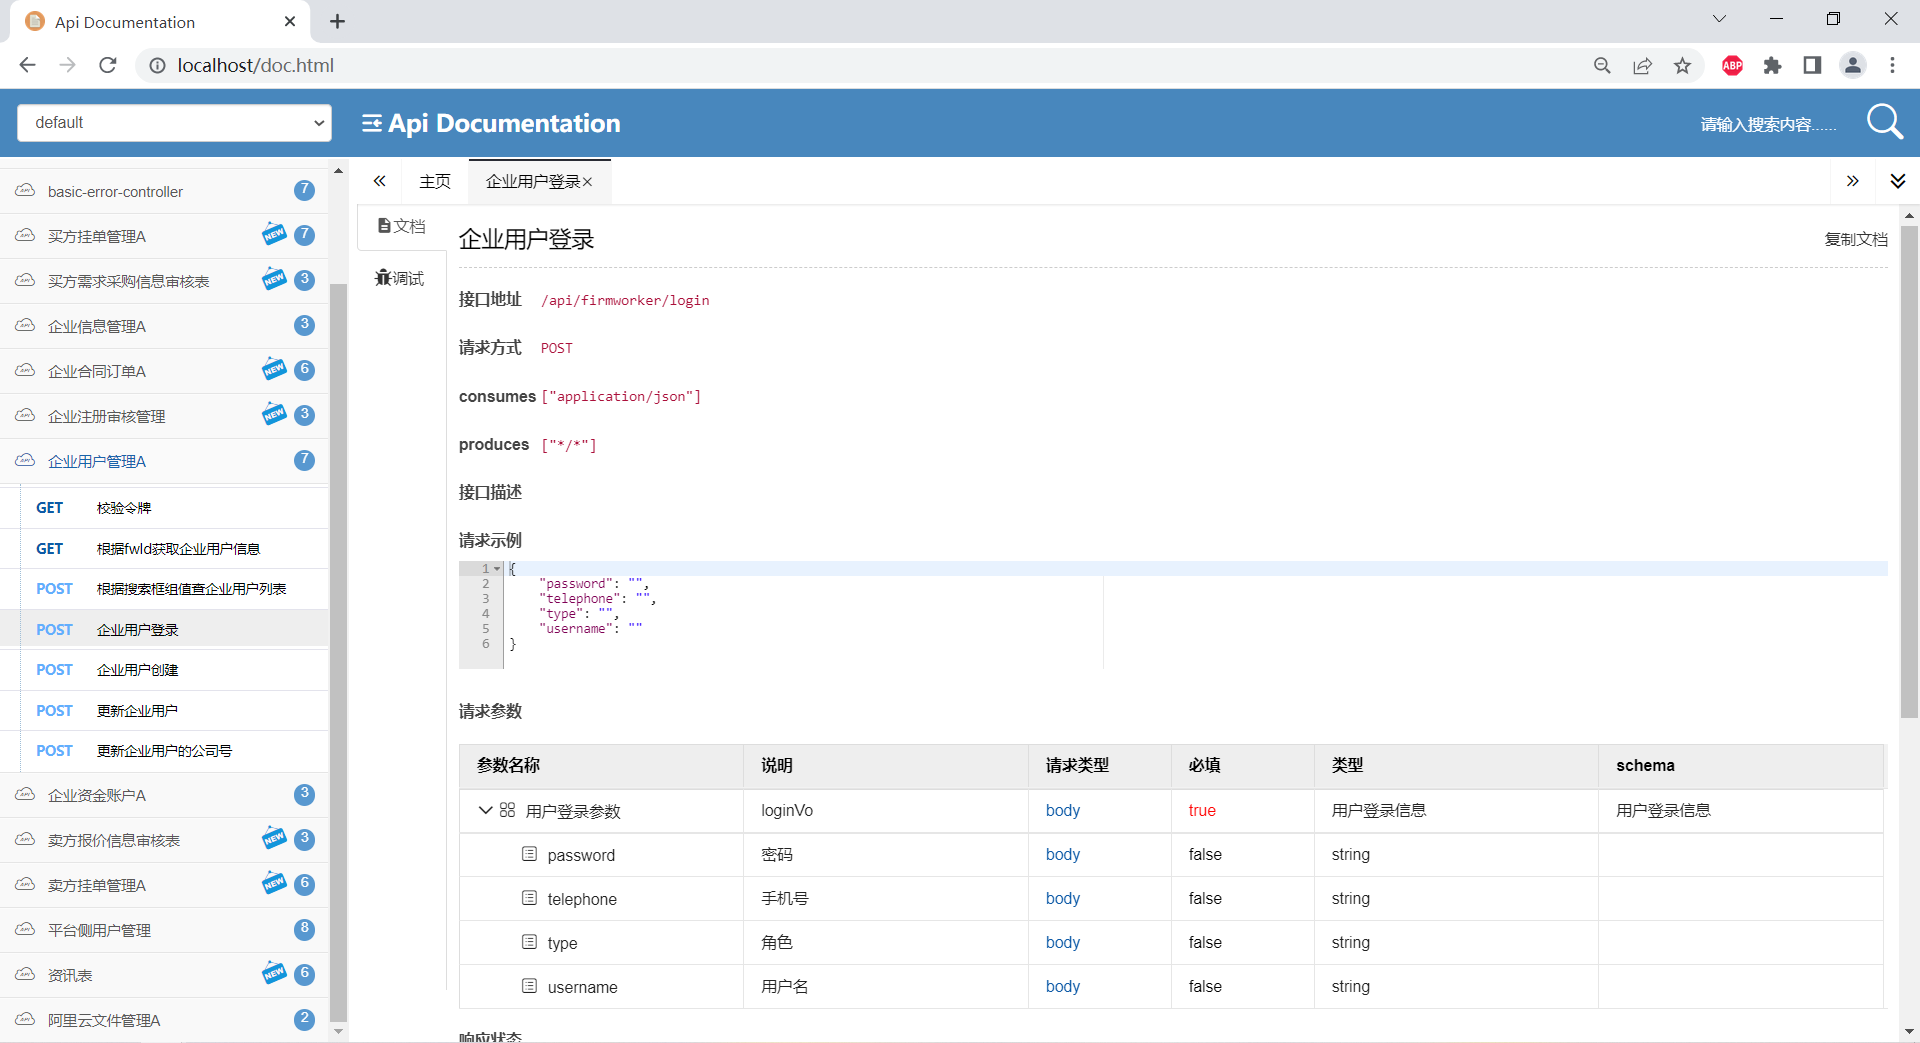 Api Documentation
localhost/doc.html
ABP
default
Api Documentation
请输入搜索内容......
basic-error-controller 7
买方挂单管理A NEW 7
买方需求采购信息审核表 NEW 3
企业信息管理A 3
企业合同订单A NEW 6
企业注册审核管理 NEW 3
企业用户管理A 7
GET 校验令牌
GET 根据fwId获取企业用户信息
POST 根据搜索框组值查企业用户列表
POST 企业用户登录
POST 企业用户创建
POST 更新企业用户
POST 更新企业用户的公司号
企业资金账户A 3
卖方报价信息审核表 NEW 3
卖方挂单管理A NEW 6
平台侧用户管理 8
资讯表 NEW 6
阿里云文件管理A 2
主页 企业用户登录
文档
调试
企业用户登录 复制文档
接口地址 /api/firmworker/login
请求方式 POST
consumes ["application/json"]
produces ["*/*"]
接口描述
请求示例
1 {
2 "password": "",
3 "telephone": "",
4 "type": "",
5 "username": ""
6 }
请求参数
参数名称 说明 请求类型 必填 类型 schema
用户登录参数 loginVo body true 用户登录信息 用户登录信息
password 密码 body false string
telephone 手机号 body false string
type 角色 body false string
username 用户名 body false string
响应状态